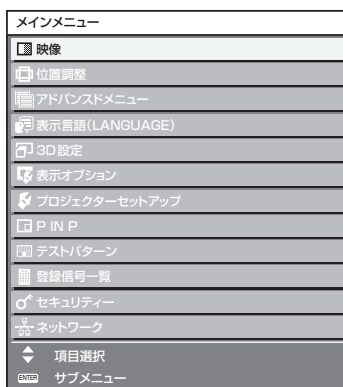 メインメニュー
映像
位置調整
アドバンスドメニュー
表示言語(LANGUAGE)
3D設定
表示オプション
プロジェクターセットアップ
P IN P
テストパターン
登録信号一覧
セキュリティー
ネットワーク
項目選択
ENTER サブメニュー